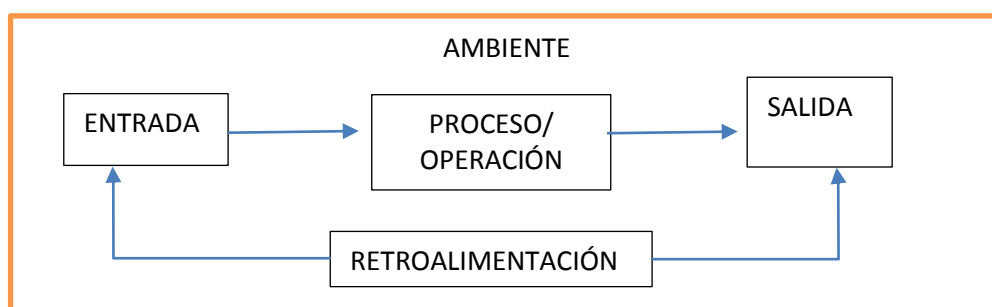 AMBIENTE
ENTRADA
PROCESO/
OPERACIÓN
SALIDA
RETROALIMENTACIÓN